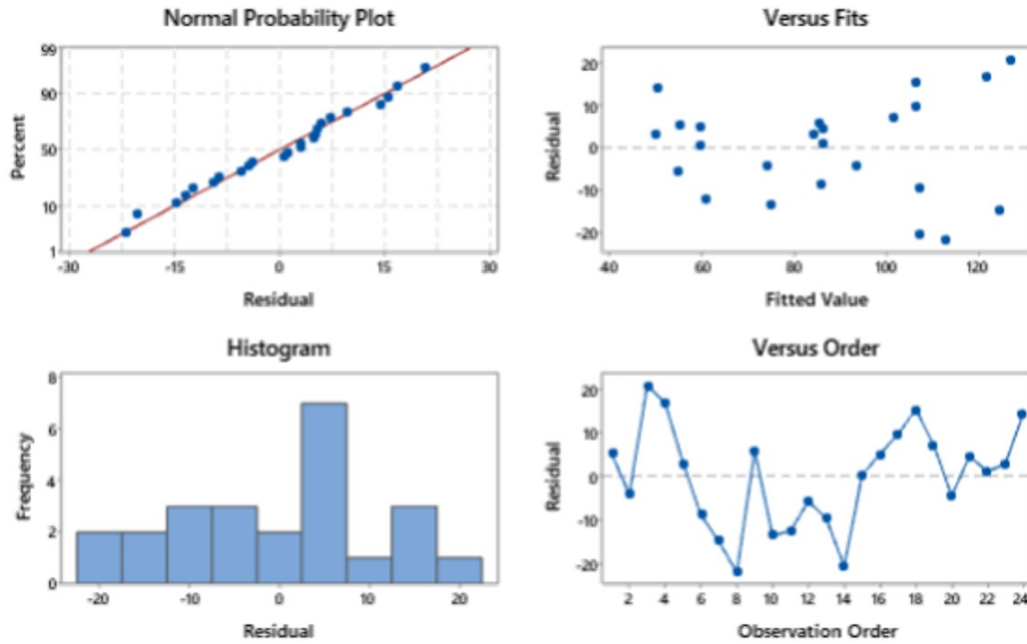 Normal Probability Plot
99
90
50
10
1
Percent
-30 -15 0 15 30
Residual
Versus Fits
20
10
0
-10
-20
Residual
40 60 80 100 120
Fitted Value
Histogram
8
6
4
2
0
Frequency
-20 -10 0 10 20
Residual
Versus Order
20
10
0
-10
-20
Residual
2 4 6 8 10 12 14 16 18 20 22 24
Observation Order